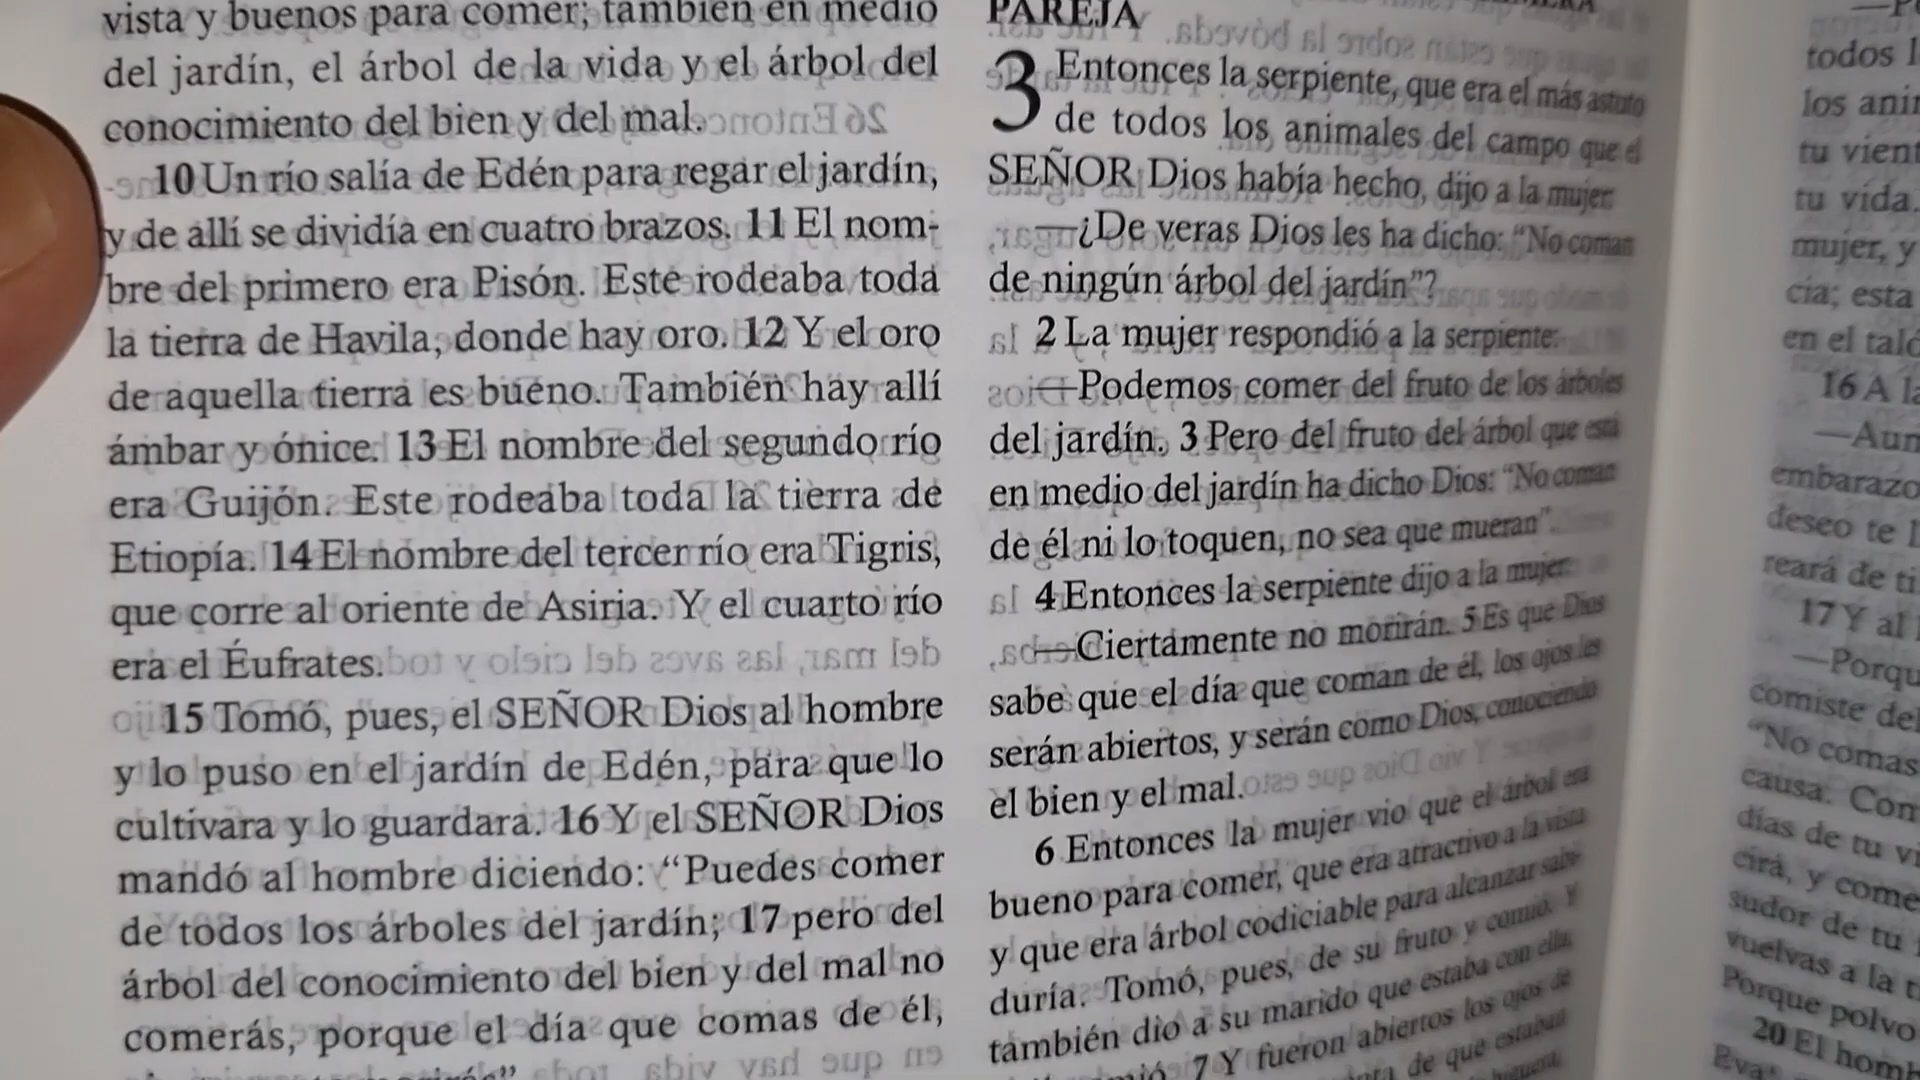 vista y buenos para comer; también en medio
del jardín, el árbol de la vida y el árbol del
conocimiento del bien y del mal.
10 Un río salía de Edén para regar el jardín,
y de allí se dividía en cuatro brazos. 11 El nom-
bre del primero era Pisón. Este rodeaba toda
la tierra de Havila, donde hay oro. 12 Y el oro
de aquella tierra es bueno. También hay allí
ámbar y ónice. 13 El nombre del segundo río
era Guijón. Este rodeaba toda la tierra de
Etiopía. 14 El nombre del tercer río era Tigris,
que corre al oriente de Asiria. Y el cuarto río
era el Éufrates.
15 Tomó, pues, el SEÑOR Dios al hombre
y lo puso en el jardín de Edén, para que lo
cultivara y lo guardara. 16 Y el SEÑOR Dios
mandó al hombre diciendo: “Puedes comer
de todos los árboles del jardín; 17 pero del
árbol del conocimiento del bien y del mal no
comerás, porque el día que comas de él,
PAREJA
3 Entonces la serpiente, que era el más astuto
de todos los animales del campo que el
SEÑOR Dios había hecho, dijo a la mujer:
—¿De veras Dios les ha dicho: “No coman
de ningún árbol del jardín”?
2 La mujer respondió a la serpiente:
—Podemos comer del fruto de los árboles
del jardín. 3 Pero del fruto del árbol que está
en medio del jardín ha dicho Dios: “No coman
de él ni lo toquen, no sea que mueran”.
4 Entonces la serpiente dijo a la mujer:
—Ciertamente no morirán. 5 Es que Dios
sabe que el día que coman de él, los ojos les
serán abiertos, y serán como Dios, conociendo
el bien y el mal.
6 Entonces la mujer vio que el árbol era
bueno para comer, que era atractivo a la vista
y que era árbol codiciable para alcanzar sabi-
duría. Tomó, pues, de su fruto y comió. Y
también dio a su marido que estaba con ella,
7 Y fueron abiertos los ojos de
de que estaban
todos
los
tu
tu vida.
mujer, y
esta
en el
16 A
embarazo
deseo te
de
17 Y al
comiste
“No comas
causa. Con
días de tu
y
sudor de tu
vuelvas a la
Porque polvo
20 El